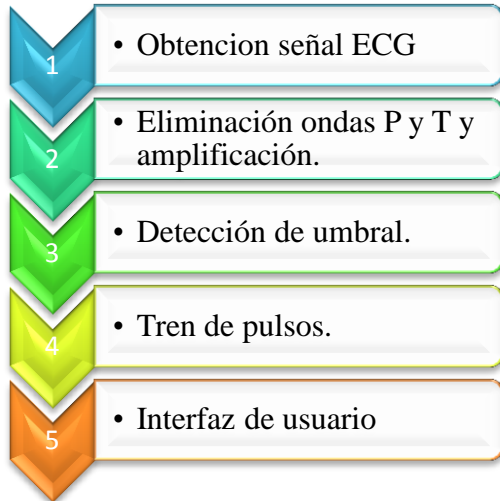 1
• Obtencion señal ECG
2
• Eliminación ondas P y T y
amplificación.
3
• Detección de umbral.
4
• Tren de pulsos.
5
• Interfaz de usuario